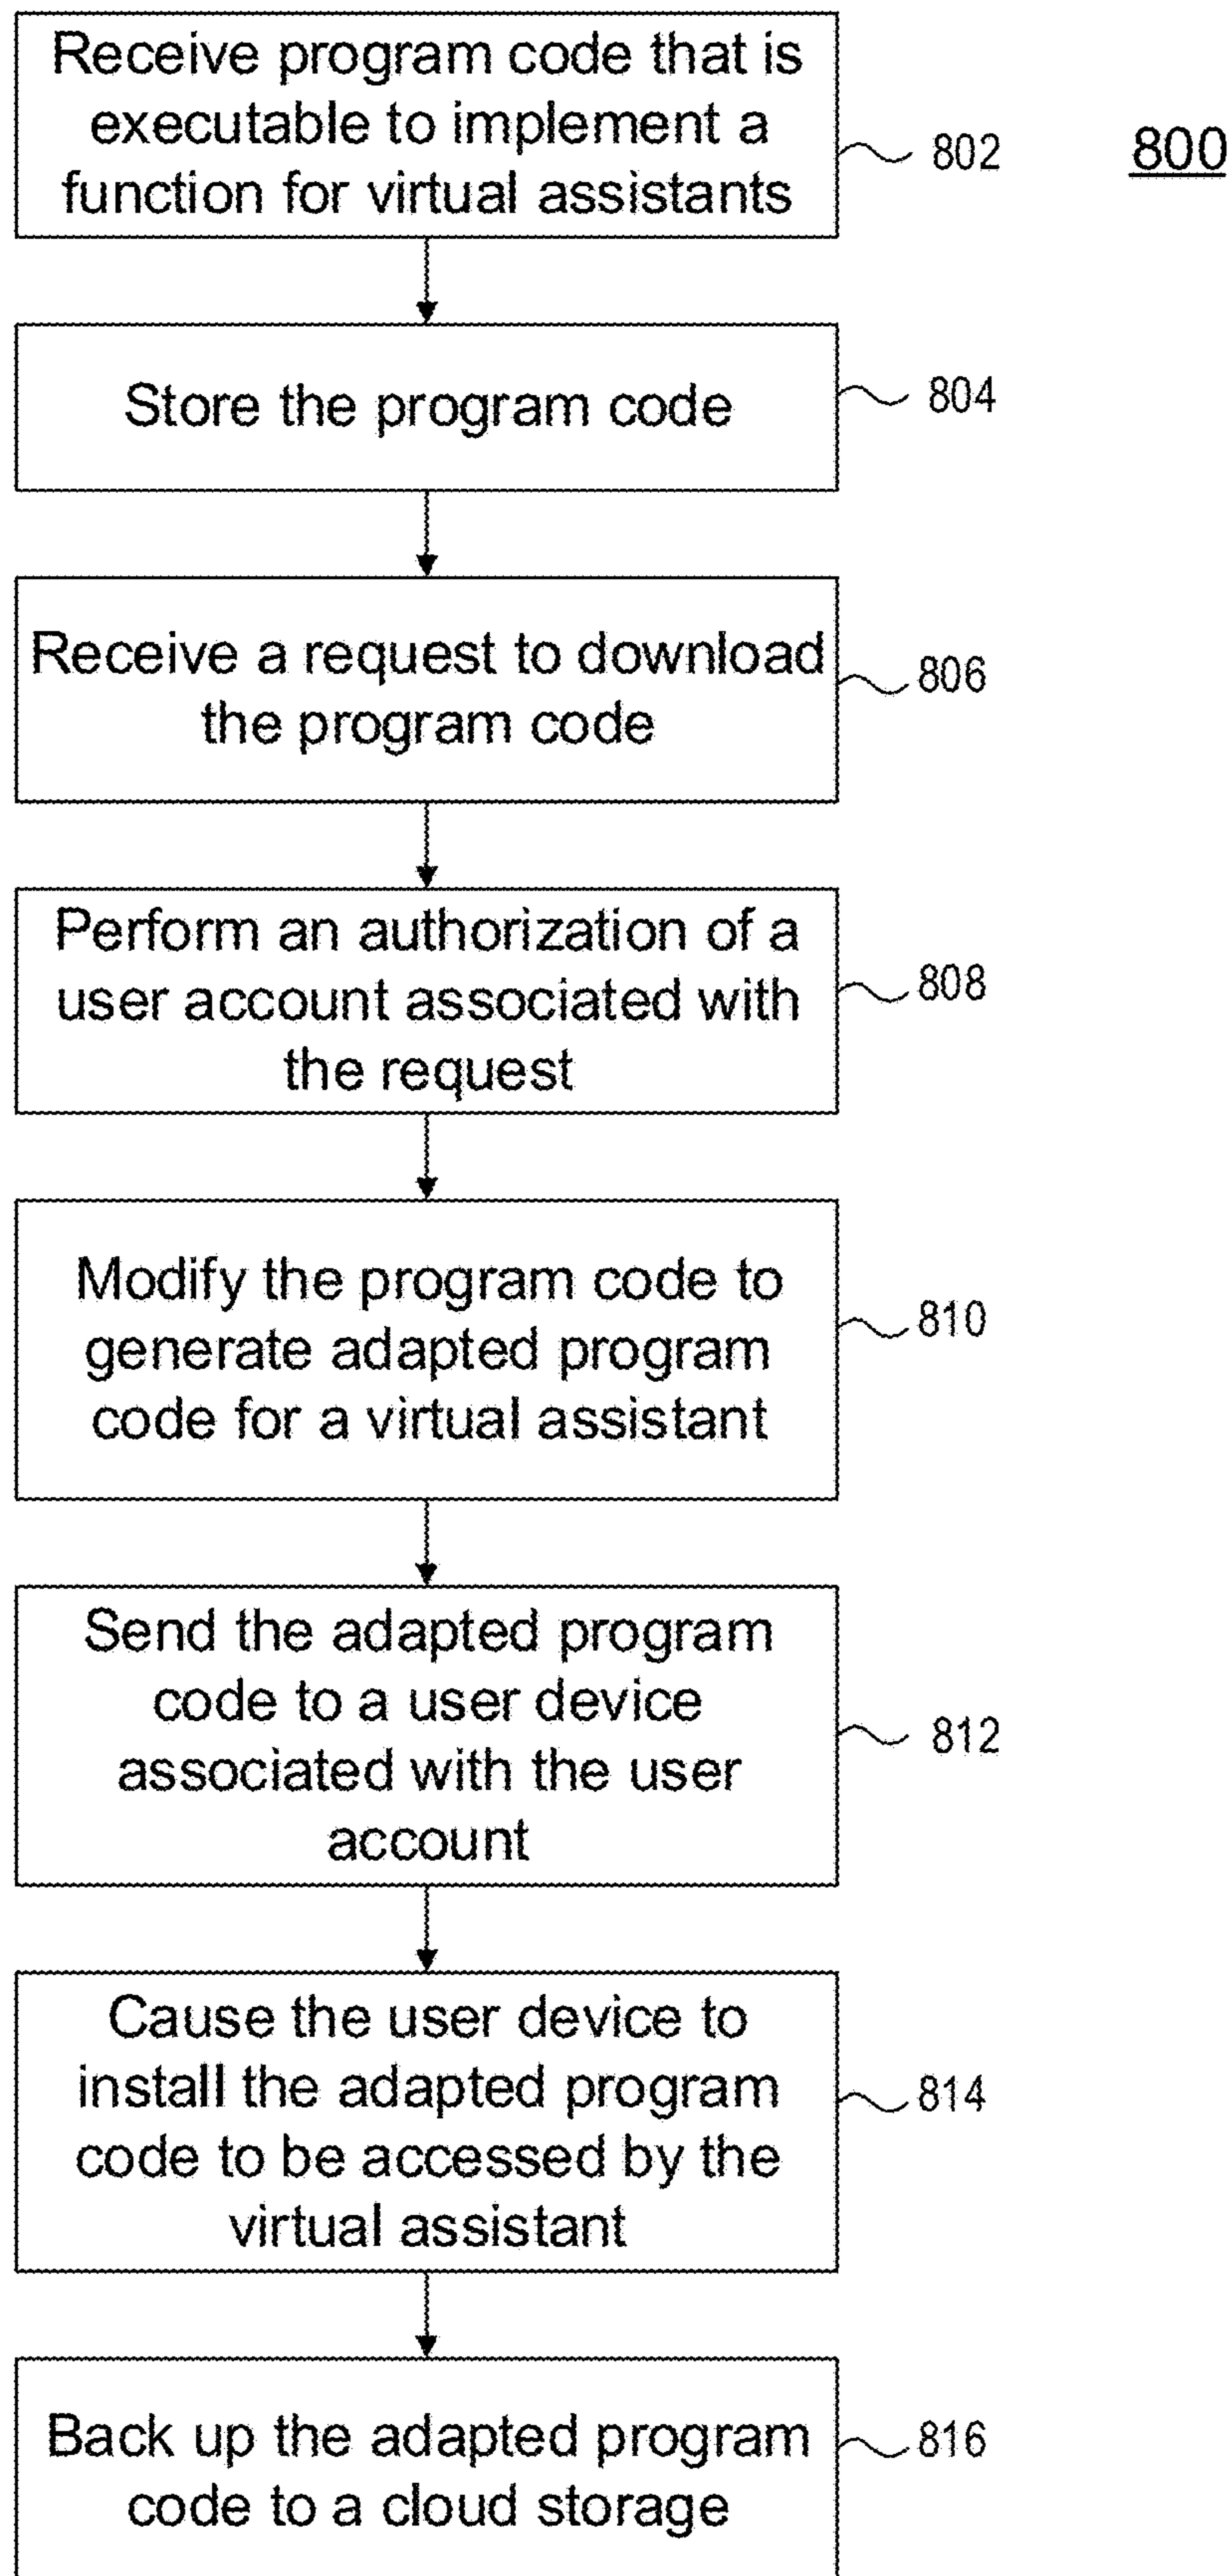 Receive program code that is
executable to implement a
function for virtual assistants
802
800
Store the program code
804
Receive a request to download
the program code
806
Perform an authorization of a
user account associated with
the request
808
Modify the program code to
generate adapted program
code for a virtual assistant
810
Send the adapted program
code to a user device
associated with the user
account
812
Cause the user device to
install the adapted program
code to be accessed by the
virtual assistant
814
Back up the adapted program
code to a cloud storage
816